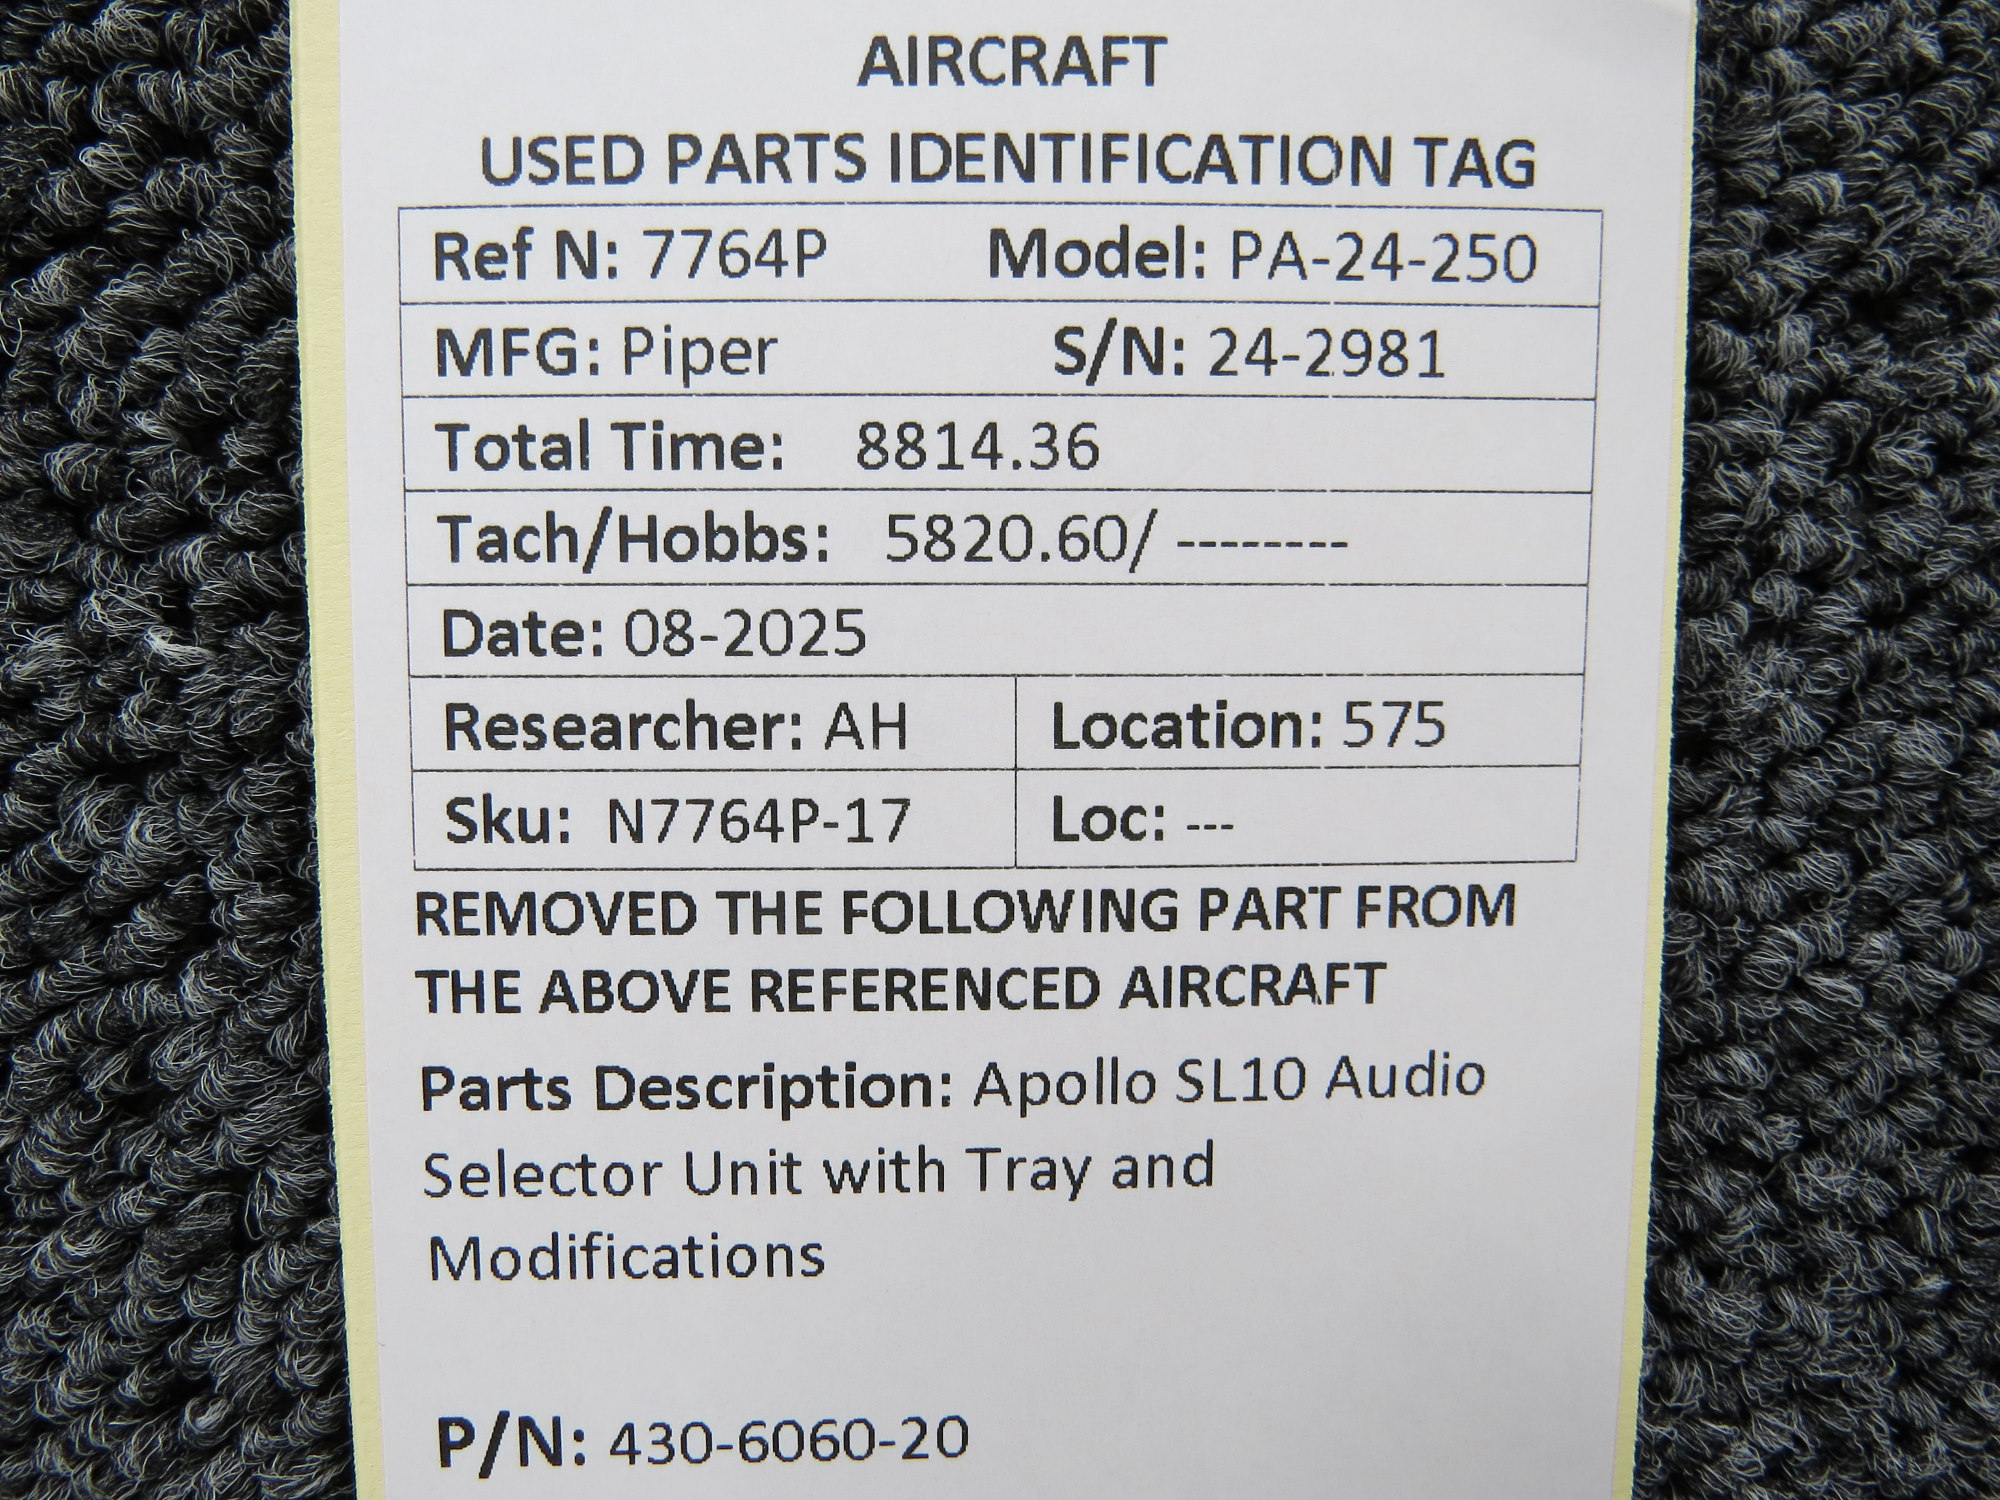 AIRCRAFT
USED PARTS IDENTIFICATION TAG
Ref N: 7764P Model: PA-24-250
MFG: Piper S/N: 24-2981
Total Time: 8814.36
Tach/Hobbs: 5820.60/ --------
Date: 08-2025
Researcher: AH Location: 575
Sku: N7764P-17 Loc: ---
REMOVED THE FOLLOWING PART FROM
THE ABOVE REFERENCED AIRCRAFT
Parts Description: Apollo SL10 Audio
Selector Unit with Tray and
Modifications
P/N: 430-6060-20